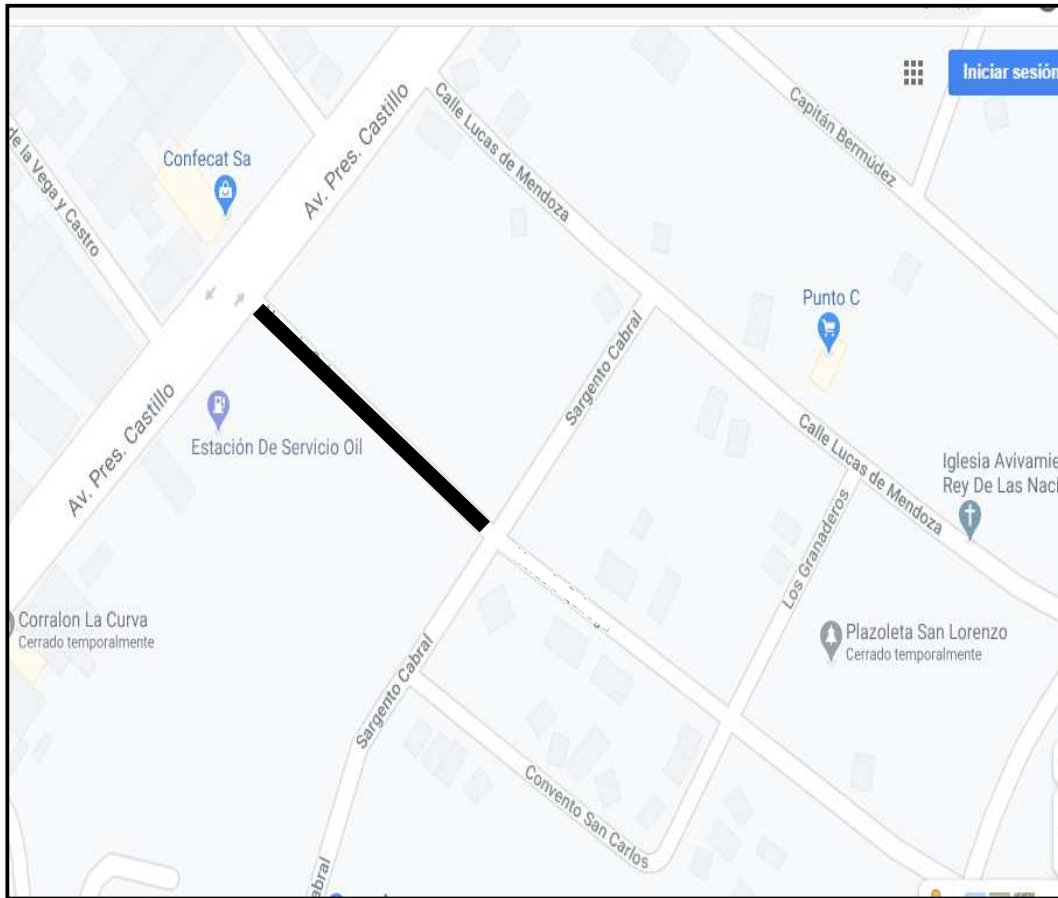 Iniciar sesión
Calle Lucas de Mendoza
Capitán Bermúdez
Av. Pres. Castillo
Confecat Sa
de la Vega y Castro
Punto C
Sargento Cabral
Av. Pres. Castillo
Estación De Servicio Oil
Calle Lucas de Mendoza
Iglesia Avivamie
Rey De Las Naci
Los Granaderos
Corralon La Curva
Cerrado temporalmente
Plazoleta San Lorenzo
Cerrado temporalmente
Sargento Cabral
Convento San Carlos
abral